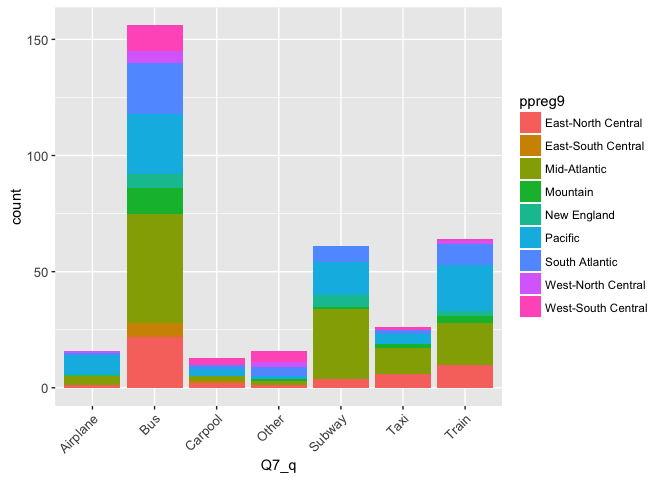 150
100
50
0
count
Airplane
Bus
Carpool
Other
Subway
Taxi
Train
Q7_q
ppreg9
East-North Central
East-South Central
Mid-Atlantic
Mountain
New England
Pacific
South Atlantic
West-North Central
West-South Central